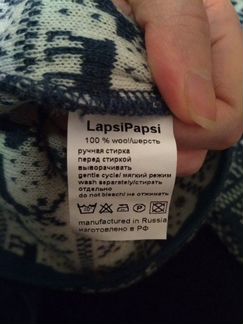 LapsiPapsi
100 % wool/шерсть
ручная стирка
перед стиркой
выворачивать
gentle cycle/ мягкий режим
wash separately/стирать
отдельно
do not bleach/ не отжимать
manufactured in Russia
изготовлено в РФ